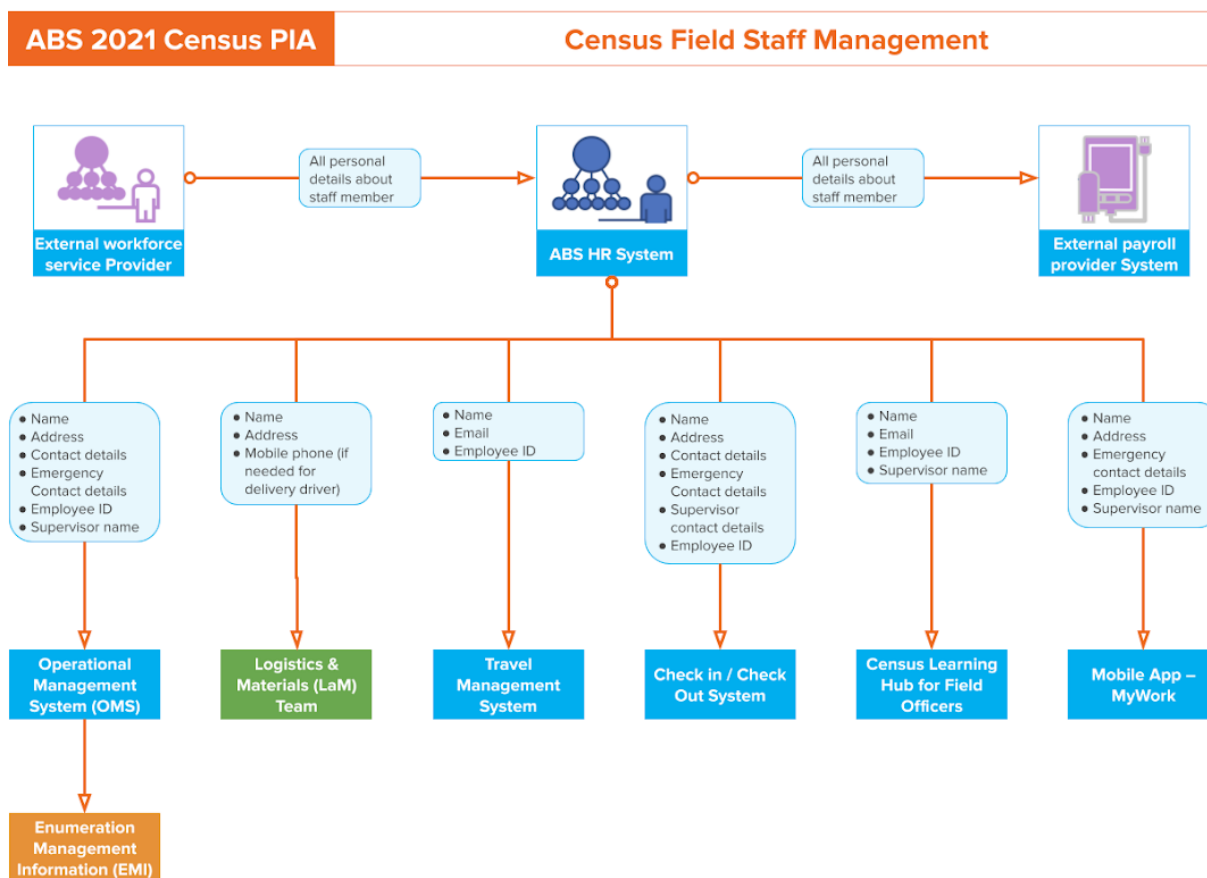 ABS 2021 Census PIA
Census Field Staff Management
All personal
details about
staff member
All personal
details about
staff member
External workforce
service Provider
ABS HR System
External payroll
provider System
● Name
● Address
● Contact details
● Emergency
Contact details
● Employee ID
● Supervisor name
● Name
● Address
● Mobile phone (if
needed for
delivery driver)
● Name
● Email
● Employee ID
● Name
● Address
● Contact details
● Emergency
Contact details
● Supervisor
contact details
● Employee ID
● Name
● Email
● Employee ID
● Supervisor name
● Name
● Address
● Emergency
contact details
● Employee ID
● Supervisor name
Operational
Management
System (OMS)
Logistics &
Materials (LaM)
Team
Travel
Management
System
Check in / Check
Out System
Census Learning
Hub for Field
Officers
Mobile App –
MyWork
Enumeration
Management
Information (EMI)